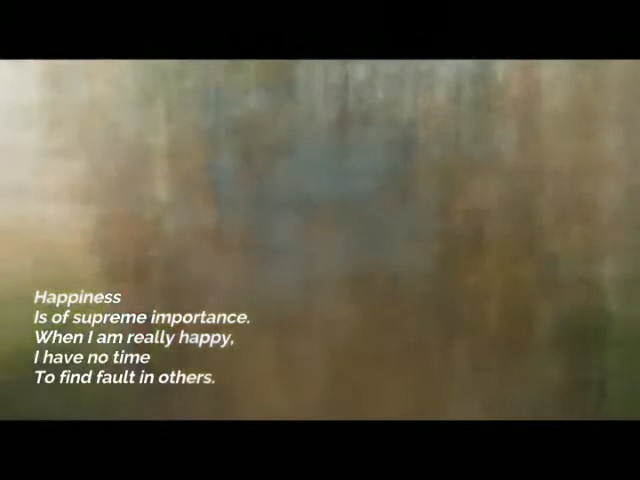 Happiness
Is of supreme importance.
When I am really happy,
I have no time
To find fault in others.